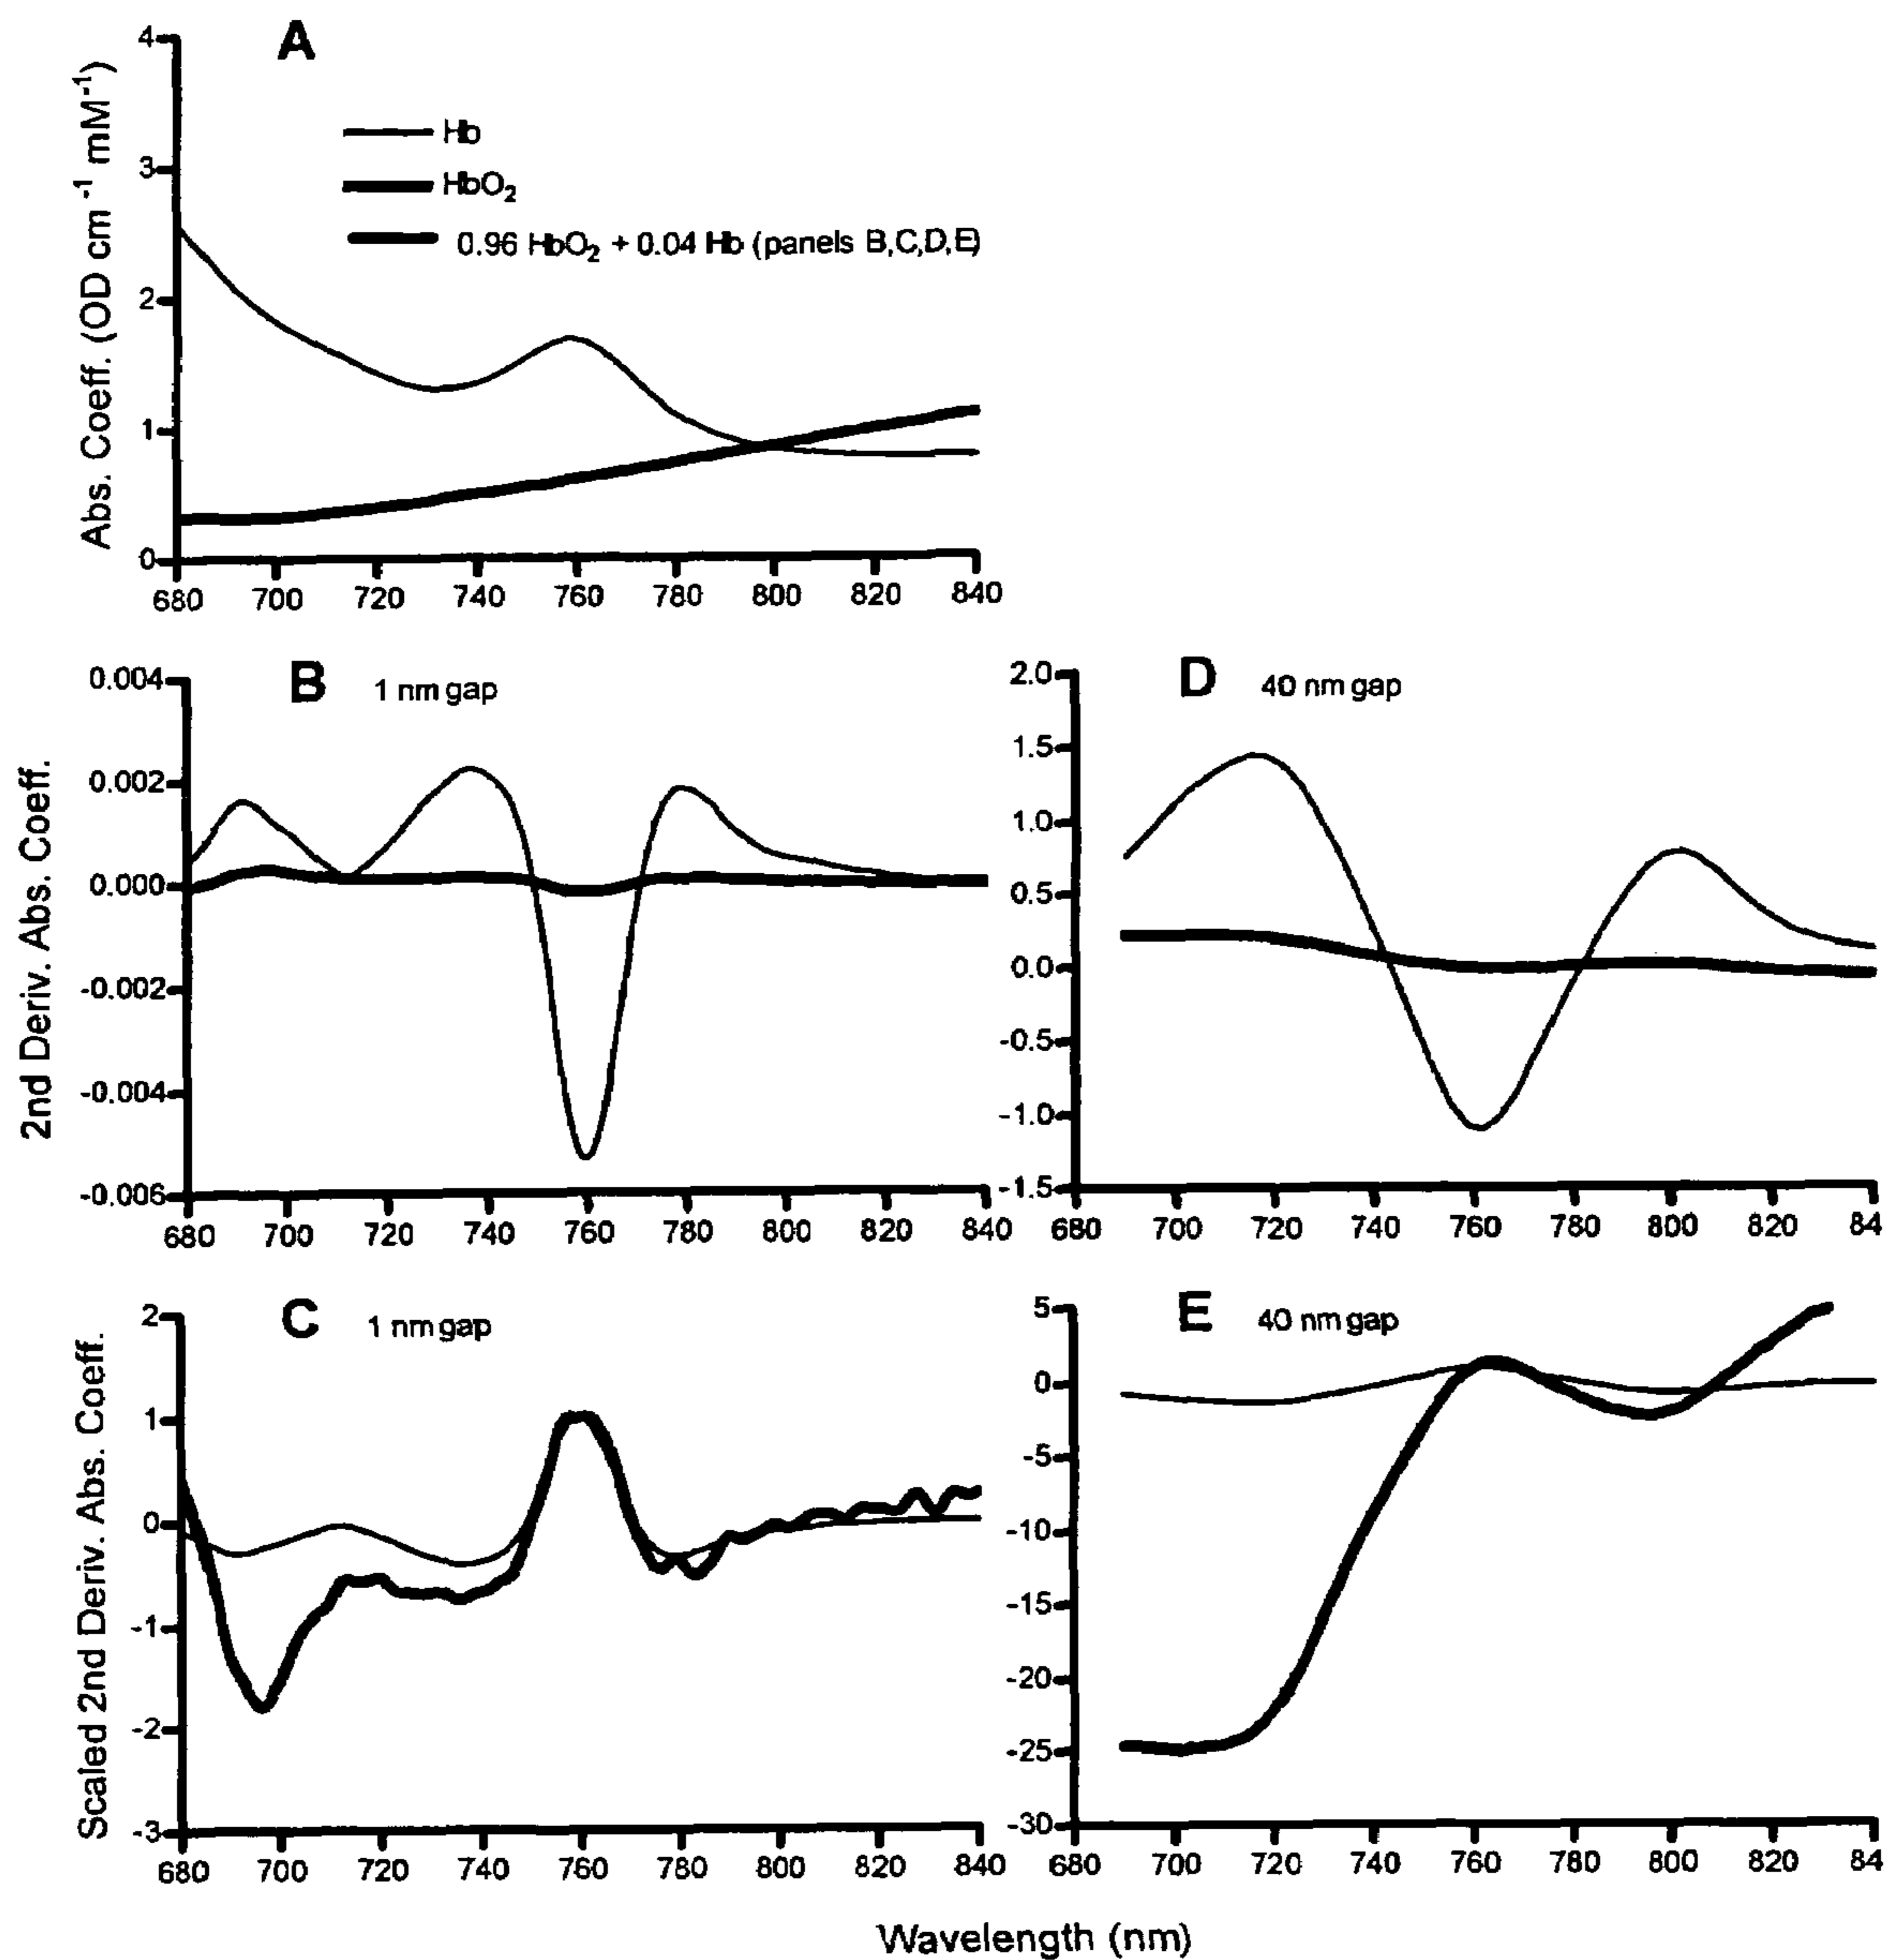 A
Abs. Coeff. (OD cm⁻¹ mM⁻¹)
4
3
2
1
0
Hb
HbO₂
0.96 HbO₂ + 0.04 Hb (panels B,C,D,E)
680 700 720 740 760 780 800 820 840
B 1 nm gap
2nd Deriv. Abs. Coeff.
0.004
0.002
0.000
-0.002
-0.004
-0.006
680 700 720 740 760 780 800 820 840
D 40 nm gap
2.0
1.5
1.0
0.5
0.0
-0.5
-1.0
-1.5
680 700 720 740 760 780 800 820 84
C 1 nm gap
Scaled 2nd Deriv. Abs. Coeff.
2
1
0
-1
-2
-3
680 700 720 740 760 780 800 820 840
E 40 nm gap
5
0
-5
-10
-15
-20
-25
-30
680 700 720 740 760 780 800 820 84
Wavelength (nm)